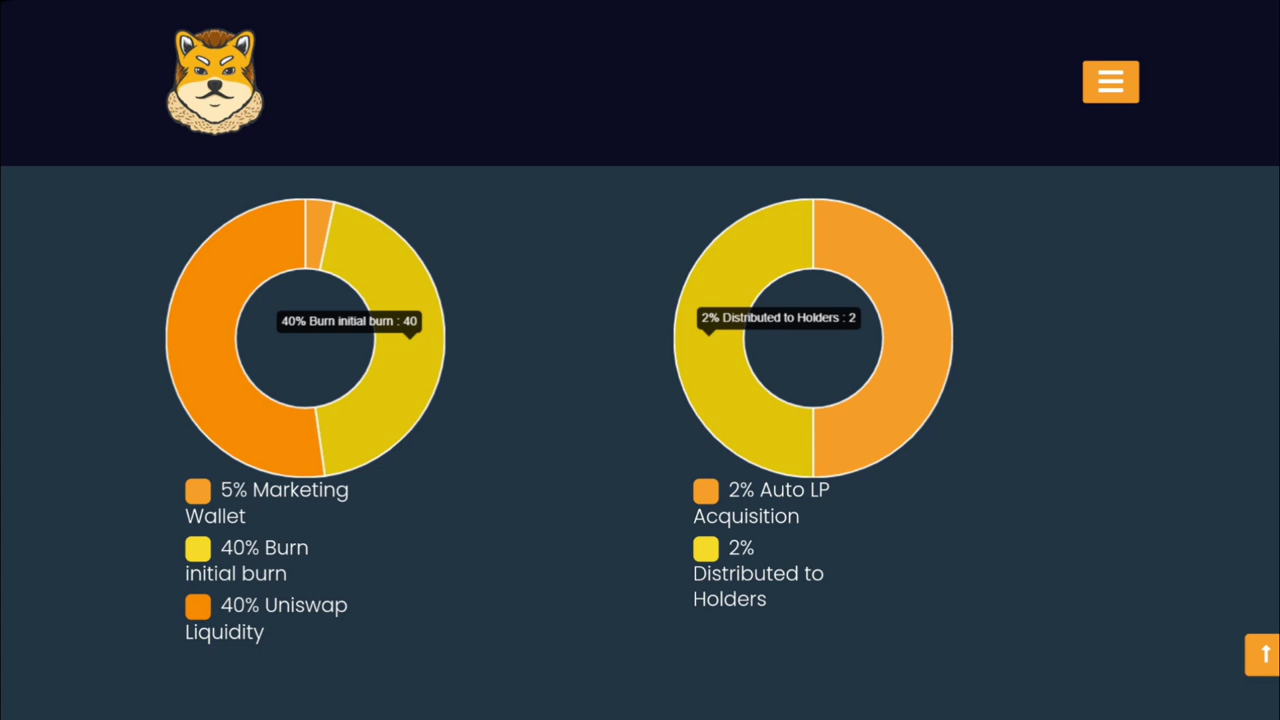 40% Burn initial burn : 40
2% Distributed to Holders : 2
5% Marketing
Wallet
40% Burn
initial burn
40% Uniswap
Liquidity
2% Auto LP
Acquisition
2%
Distributed to
Holders